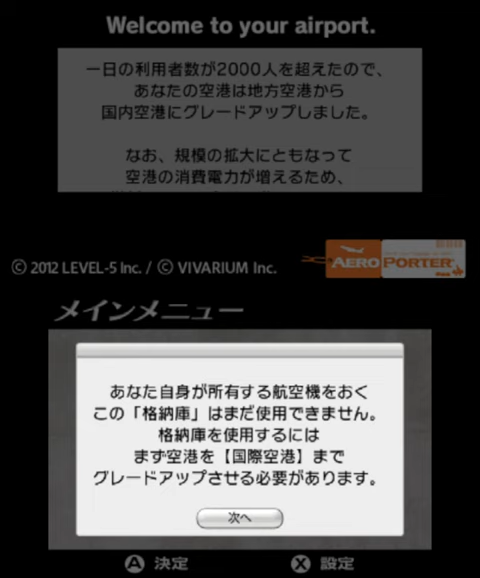 Welcome to your airport.
一日の利用者数が2000人を超えたので、
あなたの空港は地方空港から
国内空港にグレードアップしました。
なお、規模の拡大にともなって
空港の消費電力が増えるため、
© 2012 LEVEL-5 Inc. / © VIVARIUM Inc.
AERO PORTER
メインメニュー
あなた自身が所有する航空機をおく
この「格納庫」はまだ使用できません。
格納庫を使用するには
まず空港を【国際空港】まで
グレードアップさせる必要があります。
次へ
A 決定
X 設定